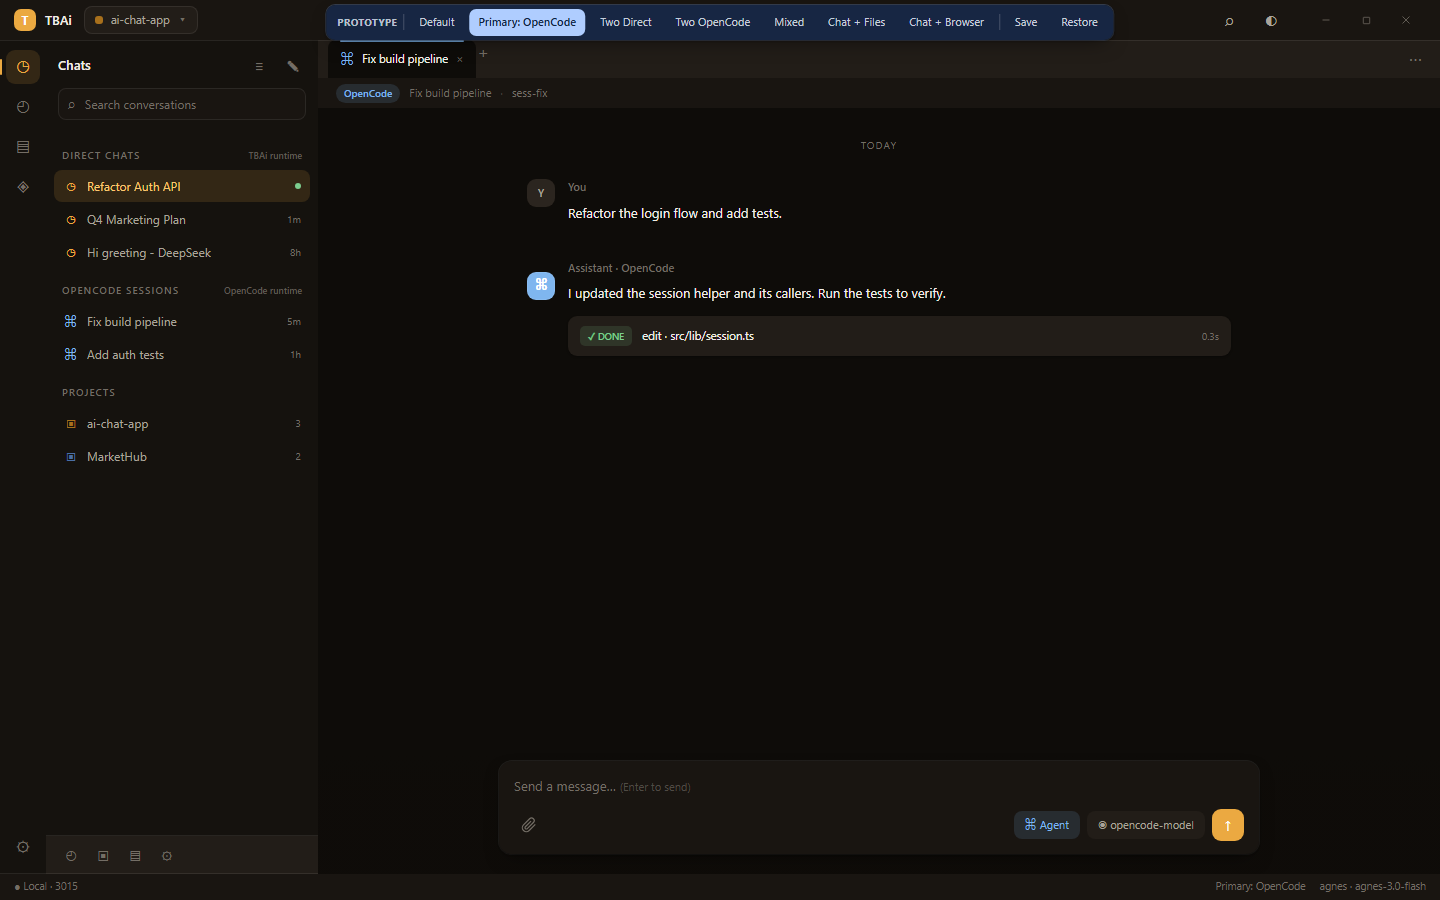 T TBAi ai-chat-app
PROTOTYPE Default Primary: OpenCode Two Direct Two OpenCode Mixed Chat + Files Chat + Browser Save Restore
Chats
Search conversations
DIRECT CHATS TBAi runtime
Refactor Auth API
Q4 Marketing Plan 1m
Hi greeting - DeepSeek 8h
OPENCODE SESSIONS OpenCode runtime
Fix build pipeline 5m
Add auth tests 1h
PROJECTS
ai-chat-app 3
MarketHub 2
Fix build pipeline × +
OpenCode Fix build pipeline · sess-fix
TODAY
Y You
Refactor the login flow and add tests.
Assistant · OpenCode
⌘ I updated the session helper and its callers. Run the tests to verify.
✓ DONE edit · src/lib/session.ts 0.3s
Send a message... (Enter to send)
⌘ Agent opencode-model ↑
● Local · 3015 Primary: OpenCode agnes · agnes-3.0-flash